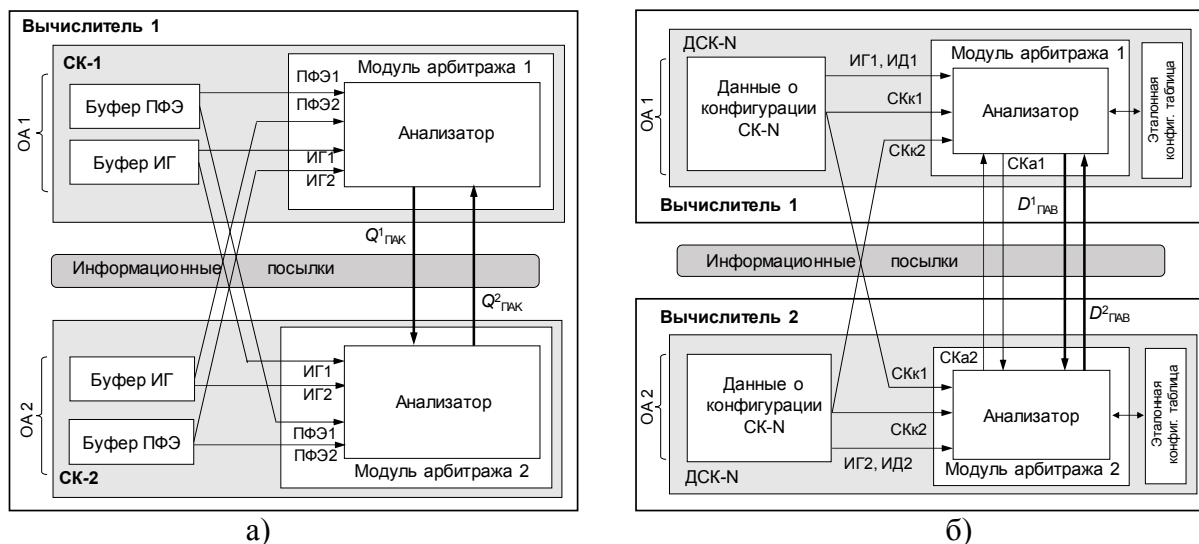 Вычислитель 1
СК-1
ОА 1
Буфер ПФЭ
Буфер ИГ
ПФЭ1
ПФЭ2
ИГ1
ИГ2
Модуль арбитража 1
Анализатор
Q¹ПАК
Информационные посылки
Q²ПАК
ОА 2
Буфер ИГ
Буфер ПФЭ
СК-2
ИГ1
ИГ2
ПФЭ1
ПФЭ2
Анализатор
Модуль арбитража 2
а)
ДСК-N
ОА 1
Данные о
конфигурации
СК-N
ИГ1, ИД1
СКк1
СКк2
Модуль арбитража 1
Анализатор
СКа1
Эталонная
конфиг. таблица
Вычислитель 1
D¹ПАВ
Информационные посылки
Вычислитель 2
D²ПАВ
ОА 2
Данные о
конфигурации
СК-N
СКк1
СКк2
ИГ2, ИД2
СКа2
Анализатор
Модуль арбитража 2
Эталонная
конфиг. таблица
ДСК-N
б)